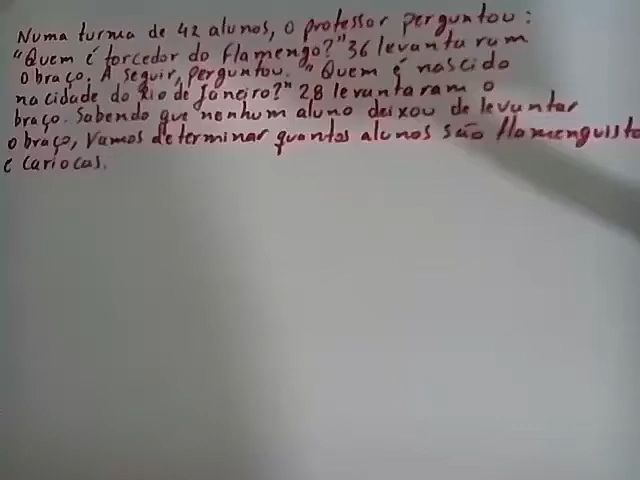 Numa turma de 42 alunos, o professor perguntou:
"Quem é torcedor do flamengo?" 36 levantaram
o braço. A seguir, perguntou. "Quem é nascido
na cidade do Rio de Janeiro?" 28 levantaram o
braço. Sabendo que nenhum aluno deixou de levantar
o braço, vamos determinar quantos alunos são flamenguista
e cariocas.